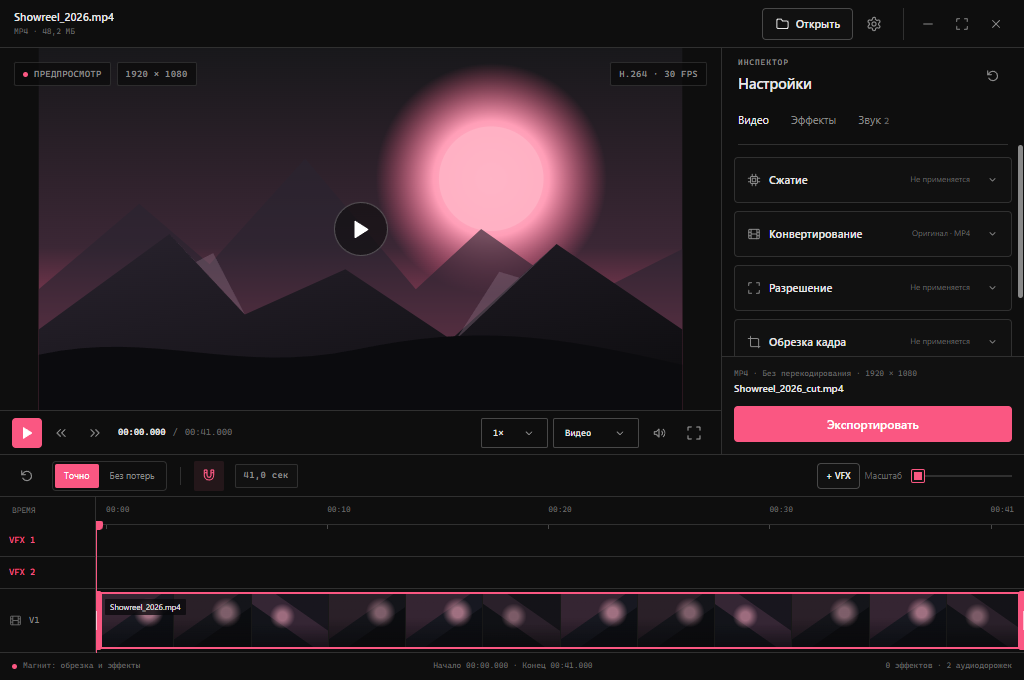 Showreel_2026.mp4
MP4 · 48,2 МБ
Открыть
ПРЕДПРОСМОТР
1920 × 1080
H.264 · 30 FPS
ИНСПЕКТОР
Настройки
Видео
Эффекты
Звук 2
Сжатие
Не применяется
Конвертирование
Оригинал · MP4
Разрешение
Не применяется
Обрезка кадра
Не применяется
MP4 · Без перекодирования · 1920 × 1080
Showreel_2026_cut.mp4
Экспортировать
00:00.000 / 00:41.000
1×
Видео
Точно
Без потерь
41,0 сек
+ VFX
Масштаб
ВРЕМЯ
00:00
00:10
00:20
00:30
00:41
VFX 1
VFX 2
V1
Showreel_2026.mp4
Магнит: обрезка и эффекты
Начало 00:00.000 · Конец 00:41.000
0 эффектов · 2 аудиодорожек